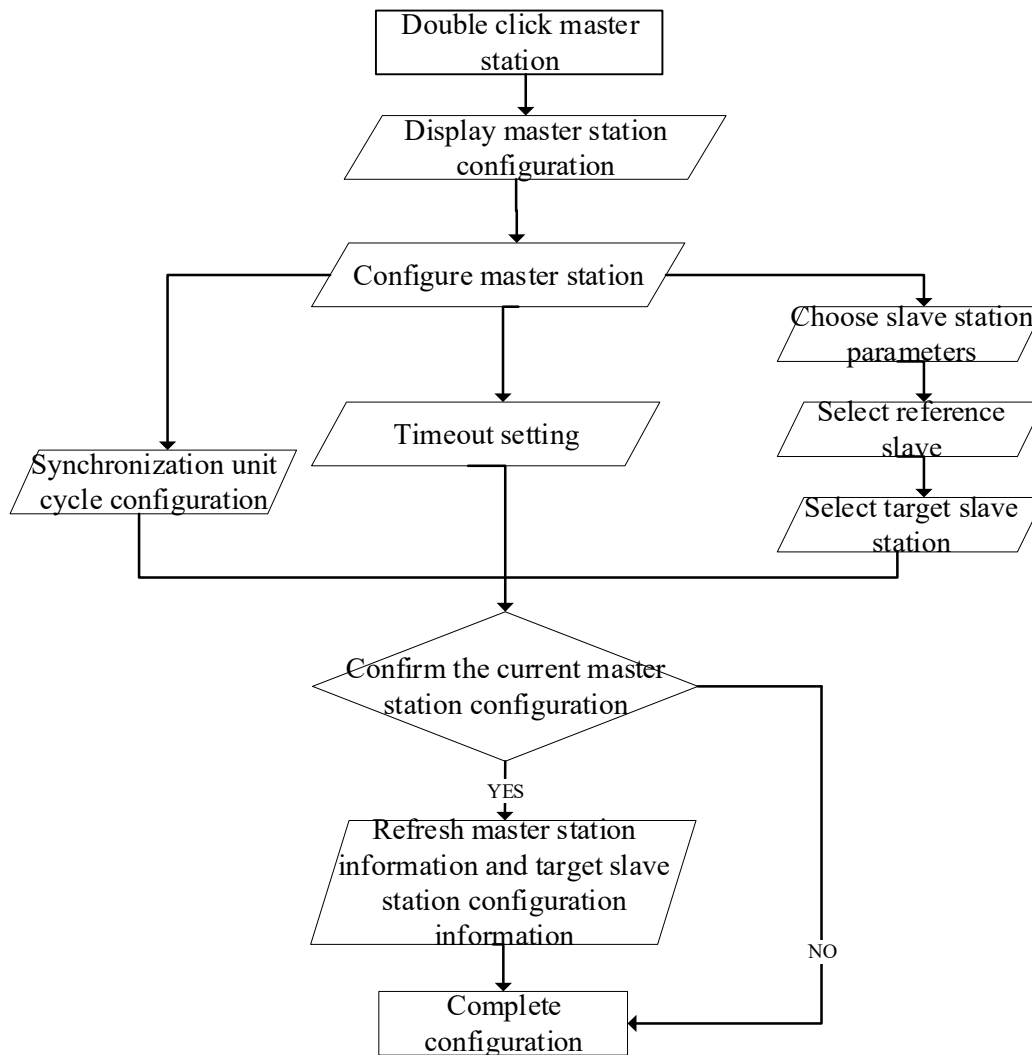 Double click master
station
Display master station
configuration
Configure master station
Choose slave station
parameters
Select reference
slave
Timeout setting
Synchronization unit
cycle configuration
Select target slave
station
Confirm the current master
station configuration
YES
Refresh master station
information and target slave
station configuration
information
NO
Complete
configuration